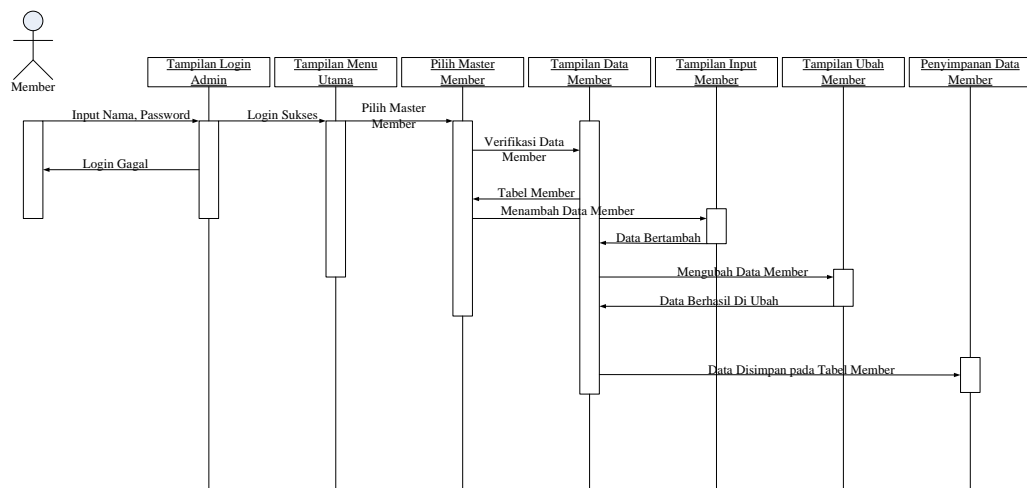 Member
Tampilan Login
Admin
Tampilan Menu
Utama
Pilih Master
Member
Tampilan Data
Member
Tampilan Input
Member
Tampilan Ubah
Member
Penyimpanan Data
Member
Input Nama, Password
Login Sukses
Pilih Master
Member
Verifikasi Data
Member
Login Gagal
Tabel Member
Menambah Data Member
Data Bertambah
Mengubah Data Member
Data Berhasil Di Ubah
Data Disimpan pada Tabel Member